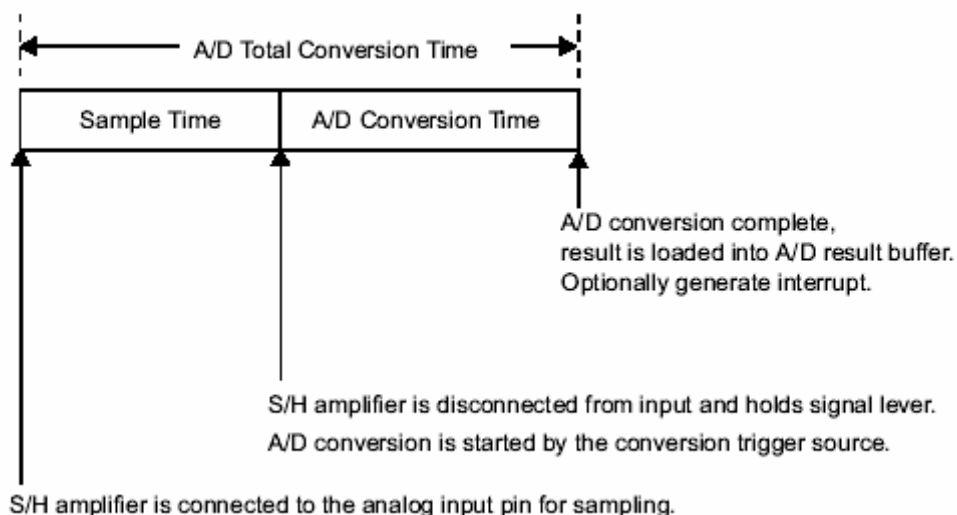 A/D Total Conversion Time
Sample Time
A/D Conversion Time
A/D conversion complete,
result is loaded into A/D result buffer.
Optionally generate interrupt.
S/H amplifier is disconnected from input and holds signal lever.
A/D conversion is started by the conversion trigger source.
S/H amplifier is connected to the analog input pin for sampling.